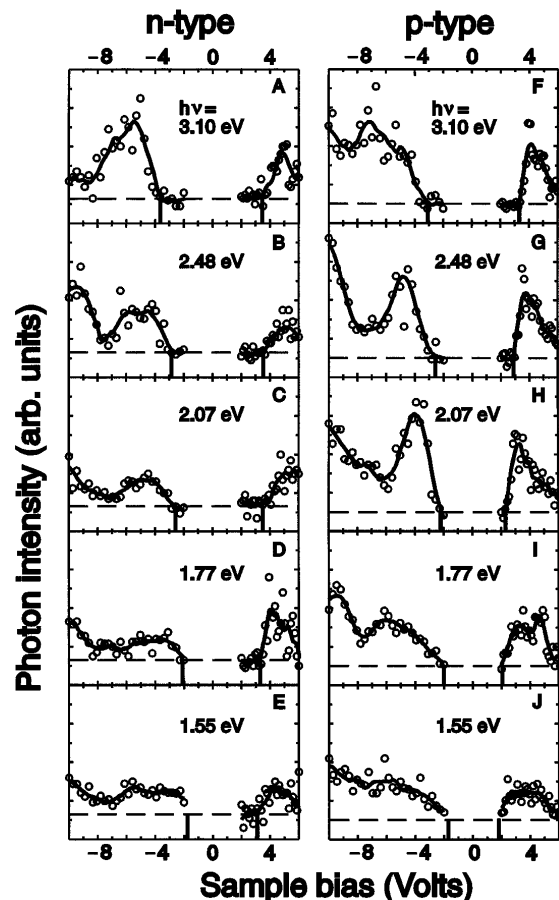 n-type p-type
−8 −4 0 4 −8 −4 0 4
A F
hν = hν =
3.10 eV 3.10 eV
B G
2.48 eV 2.48 eV
C H
2.07 eV 2.07 eV
D I
1.77 eV 1.77 eV
E J
1.55 eV 1.55 eV
−8 −4 0 4 −8 −4 0 4
Photon intensity (arb. units)
Sample bias (Volts)